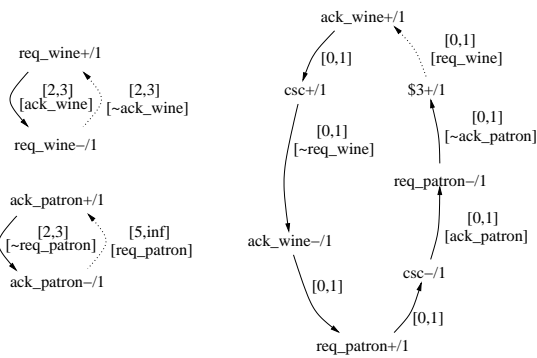 req_wine+/1
[2,3]
[ack_wine]
[2,3]
[~ack_wine]
req_wine−/1
ack_patron+/1
[2,3]
[~req_patron]
[5,inf]
[req_patron]
ack_patron−/1
ack_wine+/1
[0,1]
csc+/1
[0,1]
[~req_wine]
ack_wine−/1
[0,1]
req_patron+/1
[0,1]
csc−/1
[0,1]
[ack_patron]
req_patron−/1
[0,1]
[~ack_patron]
$3+/1
[0,1]
[req_wine]